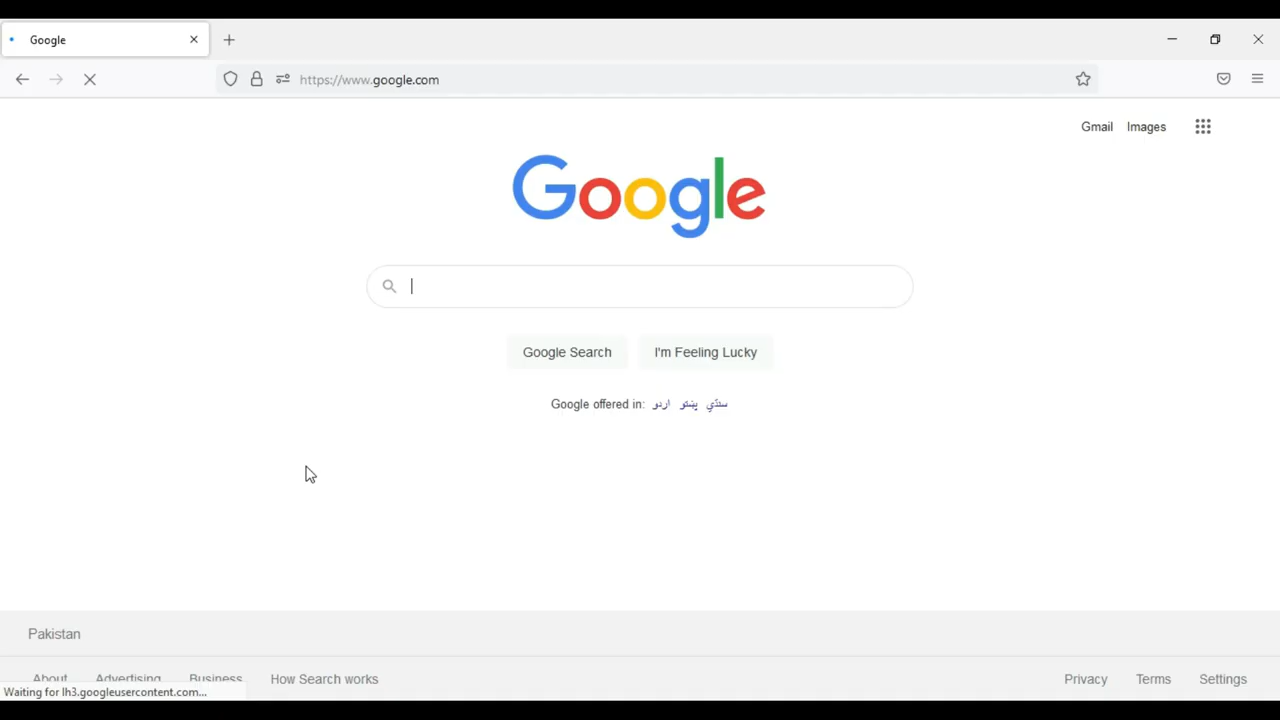 Google
https://www.google.com
Gmail Images
Google
Google Search I'm Feeling Lucky
Google offered in: اردو پښتو سنڌي
Pakistan
About Advertising Business How Search works Privacy Terms Settings
Waiting for lh3.googleusercontent.com...